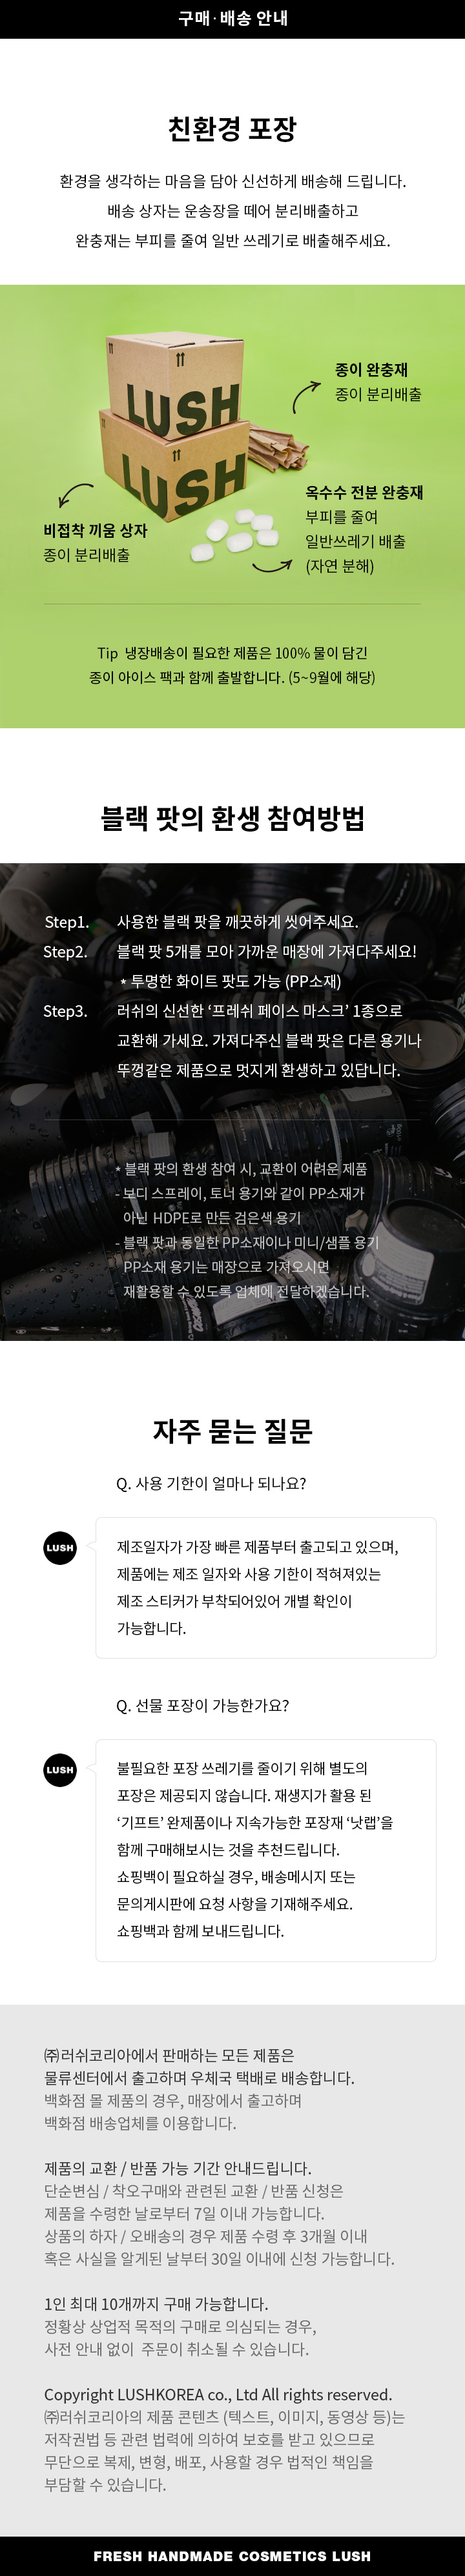 구매·배송 안내
친환경 포장
환경을 생각하는 마음을 담아 신선하게 배송해 드립니다.
배송 상자는 운송장을 떼어 분리배출하고
완충재는 부피를 줄여 일반 쓰레기로 배출해주세요.
LUSH
LUSH
종이 완충재
종이 분리배출
옥수수 전분 완충재
부피를 줄여
일반쓰레기 배출
(자연 분해)
비접착 끼움 상자
종이 분리배출
Tip 냉장배송이 필요한 제품은 100% 물이 담긴
종이 아이스 팩과 함께 출발합니다. (5~9월에 해당)
블랙 팟의 환생 참여방법
Step1. 사용한 블랙 팟을 깨끗하게 씻어주세요.
Step2. 블랙 팟 5개를 모아 가까운 매장에 가져다주세요!
* 투명한 화이트 팟도 가능 (PP소재)
Step3. 러쉬의 신선한 ‘프레쉬 페이스 마스크’ 1종으로
교환해 가세요. 가져다주신 블랙 팟은 다른 용기나
뚜껑같은 제품으로 멋지게 환생하고 있답니다.
* 블랙 팟의 환생 참여 시, 교환이 어려운 제품
- 보디 스프레이, 토너 용기와 같이 PP소재가
아닌 HDPE로 만든 검은색 용기
- 블랙 팟과 동일한 PP소재이나 미니/샘플 용기
PP소재 용기는 매장으로 가져오시면
재활용할 수 있도록 업체에 전달하겠습니다.
자주 묻는 질문
Q. 사용 기한이 얼마나 되나요?
LUSH
제조일자가 가장 빠른 제품부터 출고되고 있으며,
제품에는 제조 일자와 사용 기한이 적혀져있는
제조 스티커가 부착되어있어 개별 확인이
가능합니다.
Q. 선물 포장이 가능한가요?
LUSH
불필요한 포장 쓰레기를 줄이기 위해 별도의
포장은 제공되지 않습니다. 재생지가 활용 된
‘기프트’ 완제품이나 지속가능한 포장재 ‘낫랩’을
함께 구매해보시는 것을 추천드립니다.
쇼핑백이 필요하실 경우, 배송메시지 또는
문의게시판에 요청 사항을 기재해주세요.
쇼핑백과 함께 보내드립니다.
㈜러쉬코리아에서 판매하는 모든 제품은
물류센터에서 출고하며 우체국 택배로 배송합니다.
백화점 몰 제품의 경우, 매장에서 출고하며
백화점 배송업체를 이용합니다.
제품의 교환 / 반품 가능 기간 안내드립니다.
단순변심 / 착오구매와 관련된 교환 / 반품 신청은
제품을 수령한 날로부터 7일 이내 가능합니다.
상품의 하자 / 오배송의 경우 제품 수령 후 3개월 이내
혹은 사실을 알게된 날부터 30일 이내에 신청 가능합니다.
1인 최대 10개까지 구매 가능합니다.
정황상 상업적 목적의 구매로 의심되는 경우,
사전 안내 없이 주문이 취소될 수 있습니다.
Copyright LUSHKOREA co., Ltd All rights reserved.
㈜러쉬코리아의 제품 콘텐츠 (텍스트, 이미지, 동영상 등)는
저작권법 등 관련 법력에 의하여 보호를 받고 있으므로
무단으로 복제, 변형, 배포, 사용할 경우 법적인 책임을
부담할 수 있습니다.
FRESH HANDMADE COSMETICS LUSH